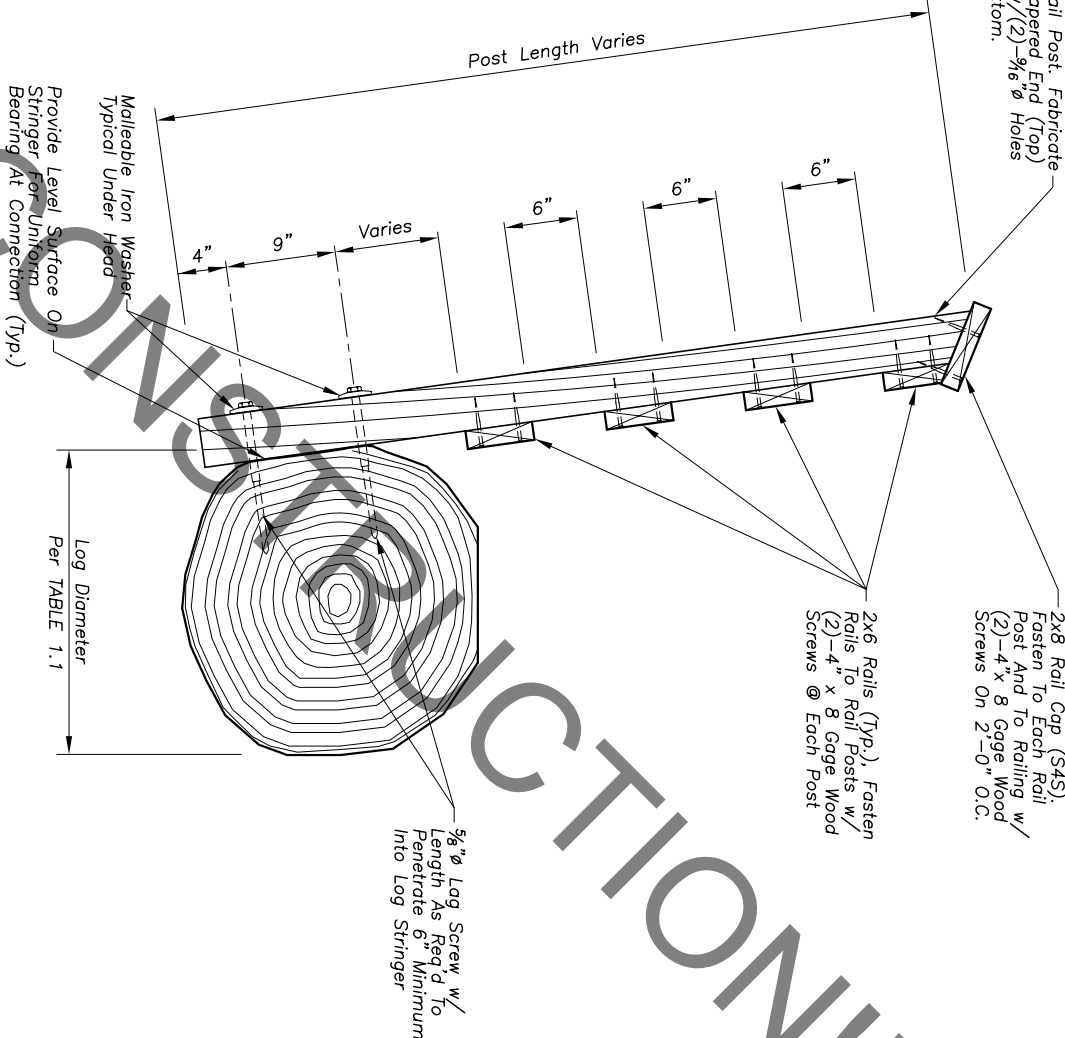 ail Post. Fabricate
apered End (Top)
/(2)-9/16"ø Holes
tom.
Post Length Varies
6"
6"
6"
Varies
9"
4"
Malleable Iron Washer
Typical Under Head
Provide Level Surface On
Stringer For Uniform
Bearing At Connection (Typ.)
2x8 Rail Cap (S4S).
Fasten To Each Rail
Post And To Railing w/
(2)-4"x 8 Gage Wood
Screws On 2'-0" O.C.
2x6 Rails (Typ.), Fasten
Rails To Rail Posts w/
(2)-4" x 8 Gage Wood
Screws @ Each Post
5/8"ø Lag Screw w/
Length As Req'd To
Penetrate 6" Minimum
Into Log Stringer
Log Diameter
Per TABLE 1.1
CONSTRUCTION